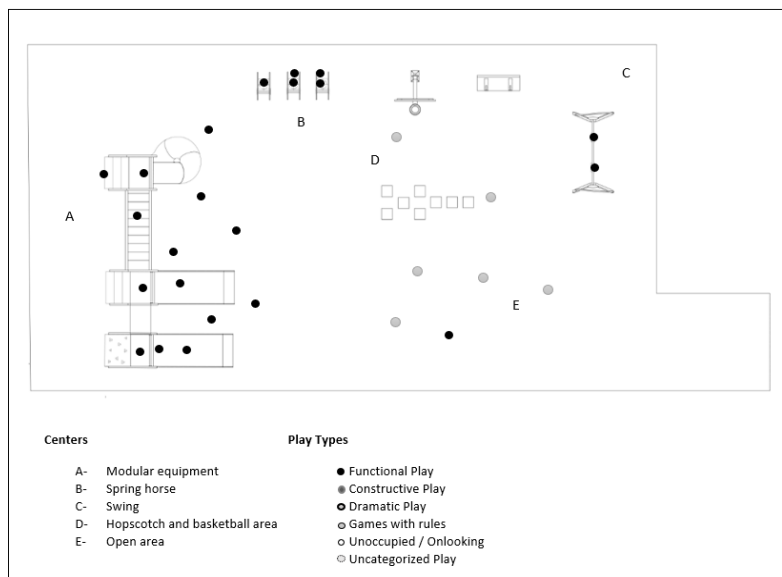 C
B
D
A
E
Centers
A- Modular equipment
B- Spring horse
C- Swing
D- Hopscotch and basketball area
E- Open area
Play Types
Functional Play
Constructive Play
Dramatic Play
Games with rules
Unoccupied / Onlooking
Uncategorized Play